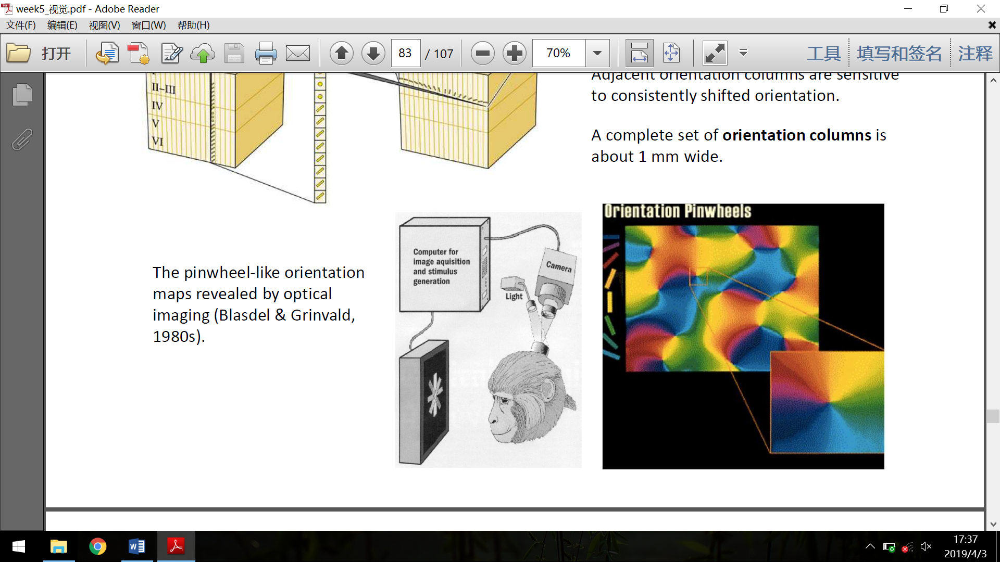 week5_视觉.pdf - Adobe Reader
文件(F) 编辑(E) 视图(V) 窗口(W) 帮助(H)
打开 83 / 107 70% 工具 填写和签名 注释
Adjacent orientation columns are sensitive
to consistently shifted orientation.
II–III
IV
V
VI
A complete set of orientation columns is
about 1 mm wide.
The pinwheel-like orientation
maps revealed by optical
imaging (Blasdel & Grinvald,
1980s).
Computer for
image aquisition
and stimulus
generation
Camera
Light
Orientation Pinwheels
17:37
2019/4/3